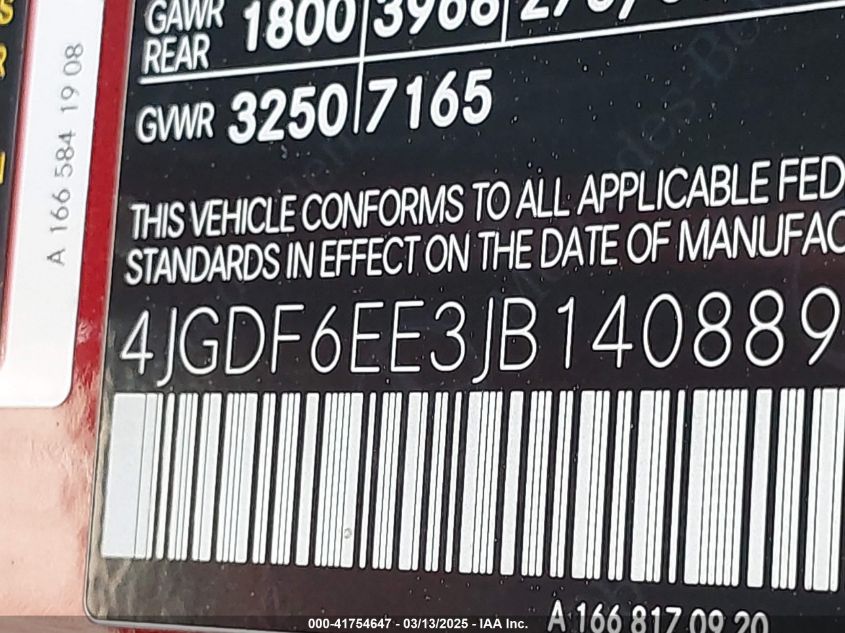 GAWR
REAR 1800 3968
GVWR 3250 7165
THIS VEHICLE CONFORMS TO ALL APPLICABLE FED
STANDARDS IN EFFECT ON THE DATE OF MANUFAC
4JGDF6EE3JB140889
A 166 817 09 20
A 166 584 19 08
000-41754647 - 03/13/2025 - IAA Inc.